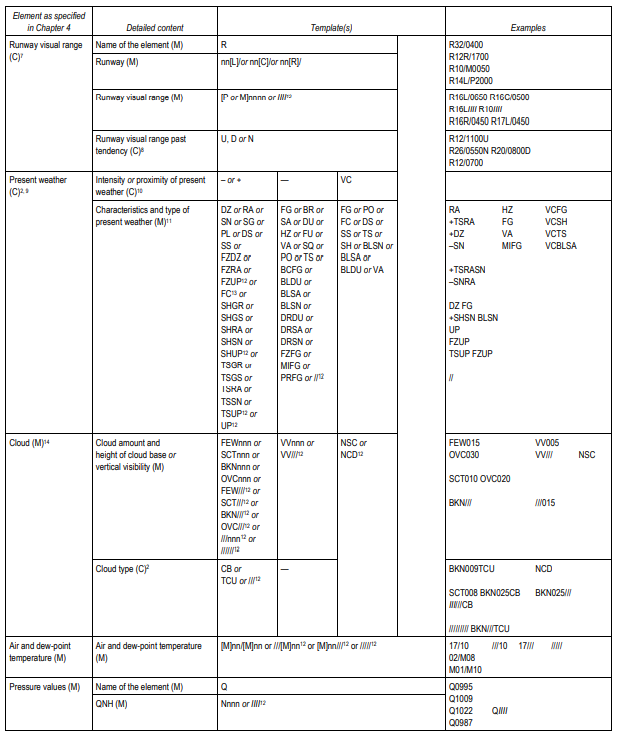 Element as specified
in Chapter 4
Detailed content
Template(s)
Examples
Runway visual range
(C)⁷
Name of the element (M)
R
R32/0400
R12R/1700
R10/M0050
R14L/P2000
Runway (M)
nn[L]/or nn[C]/or nn[R]/
Runway visual range (M)
[P or M]nnnn or ////¹²
R16L/0650 R16C/0500
R16L//// R10////
R16R/0450 R17L/0450
Runway visual range past
tendency (C)⁸
U, D or N
R12/1100U
R26/0550N R20/0800D
R12/0700
Present weather
(C)²˒ ⁹
Intensity or proximity of present
weather (C)¹⁰
– or +
—
VC
Characteristics and type of
present weather (M)¹¹
DZ or RA or
SN or SG or
PL or DS or
SS or
FZDZ or
FZRA or
FZUP¹² or
FC¹³ or
SHGR or
SHGS or
SHRA or
SHSN or
SHUP¹² or
TSGR or
TSGS or
TSRA or
TSSN or
TSUP¹² or
UP¹²
FG or BR or
SA or DU or
HZ or FU or
VA or SQ or
PO or TS or
BCFG or
BLDU or
BLSA or
BLSN or
DRDU or
DRSA or
DRSN or
FZFG or
MIFG or
PRFG or //¹²
FG or PO or
FC or DS or
SS or TS or
SH or BLSN or
BLSA or
BLDU or VA
RA HZ VCFG
+TSRA FG VCSH
+DZ VA VCTS
–SN MIFG VCBLSA
+TSRASN
–SNRA
DZ FG
+SHSN BLSN
UP
FZUP
TSUP FZUP
//
Cloud (M)¹⁴
Cloud amount and
height of cloud base or
vertical visibility (M)
FEWnnn or
SCTnnn or
BKNnnn or
OVCnnn or
FEW///¹² or
SCT///¹² or
BKN///¹² or
OVC///¹² or
///nnn¹² or
//////¹²
VVnnn or
VV///¹²
NSC or
NCD¹²
FEW015 VV005
OVC030 VV/// NSC
SCT010 OVC020
BKN/// ///015
Cloud type (C)²
CB or
TCU or ///¹²
—
BKN009TCU NCD
SCT008 BKN025CB BKN025///
//////CB
///////// BKN///TCU
Air and dew-point
temperature (M)
Air and dew-point temperature
(M)
[M]nn/[M]nn or ///[M]nn¹² or [M]nn///¹² or /////¹²
17/10 ///10 17/// /////
02/M08
M01/M10
Pressure values (M)
Name of the element (M)
Q
Q0995
Q1009
Q1022 Q////
Q0987
QNH (M)
Nnnn or ////¹²